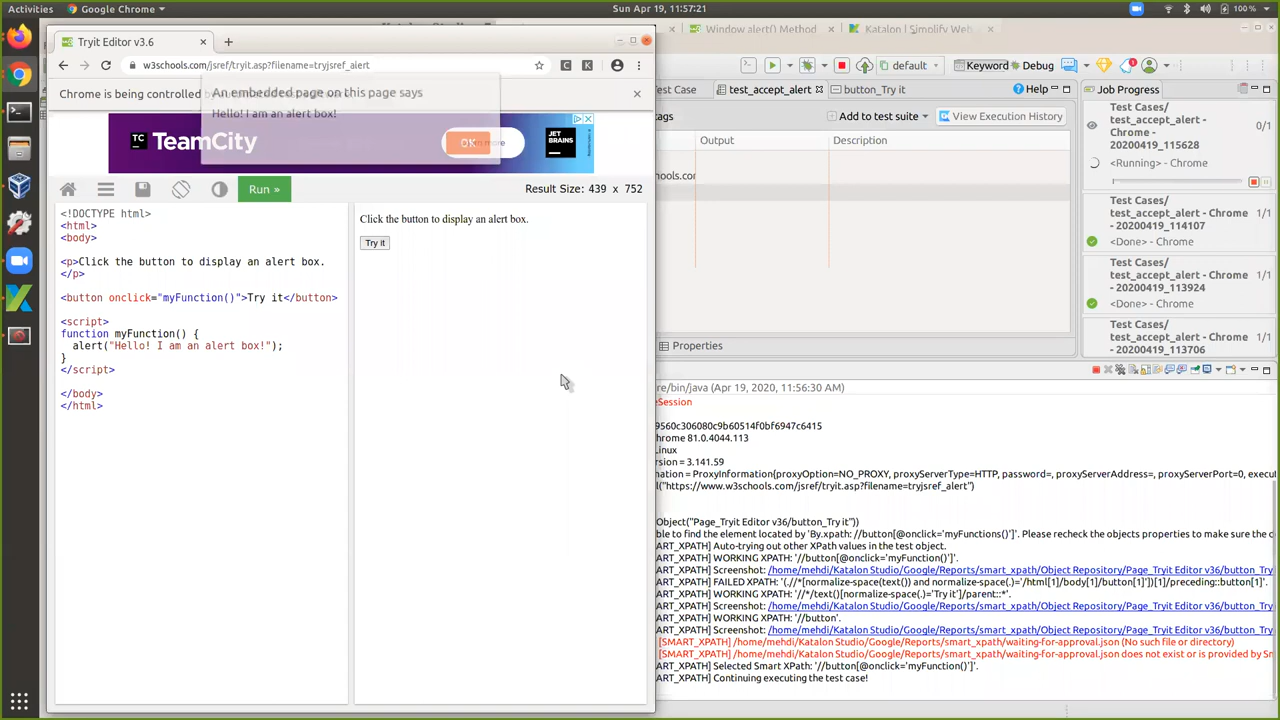 Activities
Google Chrome
Sun Apr 19, 11:57:21
100 %
Tryit Editor v3.6
w3schools.com/jsref/tryit.asp?filename=tryjsref_alert
Chrome is being controlled by
An embedded page on this page says
Hello! I am an alert box!
OK
TC
TeamCity
JET
BRAINS
Run »
Result Size: 439 x 752
<!DOCTYPE html>
<html>
<body>
<p>Click the button to display an alert box.
</p>
<button onclick="myFunction()">Try it</button>
<script>
function myFunction() {
alert("Hello! I am an alert box!");
}
</script>
</body>
</html>
Click the button to display an alert box.
Try it
Window alert() Method
Katalon | Simplify Web
default
Keyword
Debug
est Case
test_accept_alert
button_Try it
Help
ags
Add to test suite
View Execution History
Output
Description
ools.cor
Properties
Job Progress
Test Cases/
test_accept_alert -
Chrome -
20200419_115628
0/1
<Running> - Chrome
Test Cases/
test_accept_alert - Chrome -
20200419_114107
1/1
<Done> - Chrome
Test Cases/
test_accept_alert - Chrome -
20200419_113924
1/1
<Done> - Chrome
Test Cases/
test_accept_alert - Chrome -
20200419_113706
1/1
re/bin/java (Apr 19, 2020, 11:56:30 AM)
eSession
9560c306080c9b60514f0bf6947c6415
hrome 81.0.4044.113
Linux
rsion = 3.141.59
mation = ProxyInformation{proxyOption=NO_PROXY, proxyServerType=HTTP, password=, proxyServerAddress=, proxyServerPort=0, execut
l("https://www.w3schools.com/jsref/tryit.asp?filename=tryjsref_alert")
Object("Page_Tryit Editor v36/button_Try it"))
ble to find the element located by 'By.xpath: //button[@onclick='myFunctions()']'. Please recheck the objects properties to make sure the d
ART_XPATH] Auto-trying out other XPath values in the test object.
ART_XPATH] WORKING XPATH: '//button[@onclick='myFunction()']'.
ART_XPATH] Screenshot: /home/mehdi/Katalon Studio/Google/Reports/smart_xpath/Object Repository/Page_Tryit Editor v36/button_Try
ART_XPATH] FAILED XPATH: '(.//*[normalize-space(text()) and normalize-space(.)='/html[1]/body[1]/button[1]'])[1]/preceding::button[1]'.
ART_XPATH] WORKING XPATH: '//*/text()[normalize-space(.)='Try it']/parent::*'.
ART_XPATH] Screenshot: /home/mehdi/Katalon Studio/Google/Reports/smart_xpath/Object Repository/Page_Tryit Editor v36/button_Try
ART_XPATH] WORKING XPATH: '//button'.
ART_XPATH] Screenshot: /home/mehdi/Katalon Studio/Google/Reports/smart_xpath/Object Repository/Page_Tryit Editor v36/button_Try
[SMART_XPATH] /home/mehdi/Katalon Studio/Google/Reports/smart_xpath/waiting-for-approval.json (No such file or directory)
[SMART_XPATH] /home/mehdi/Katalon Studio/Google/Reports/smart_xpath/waiting-for-approval.json does not exist or is provided by Sm
ART_XPATH] Selected Smart XPath: '//button[@onclick='myFunction()']'.
ART_XPATH] Continuing executing the test case!